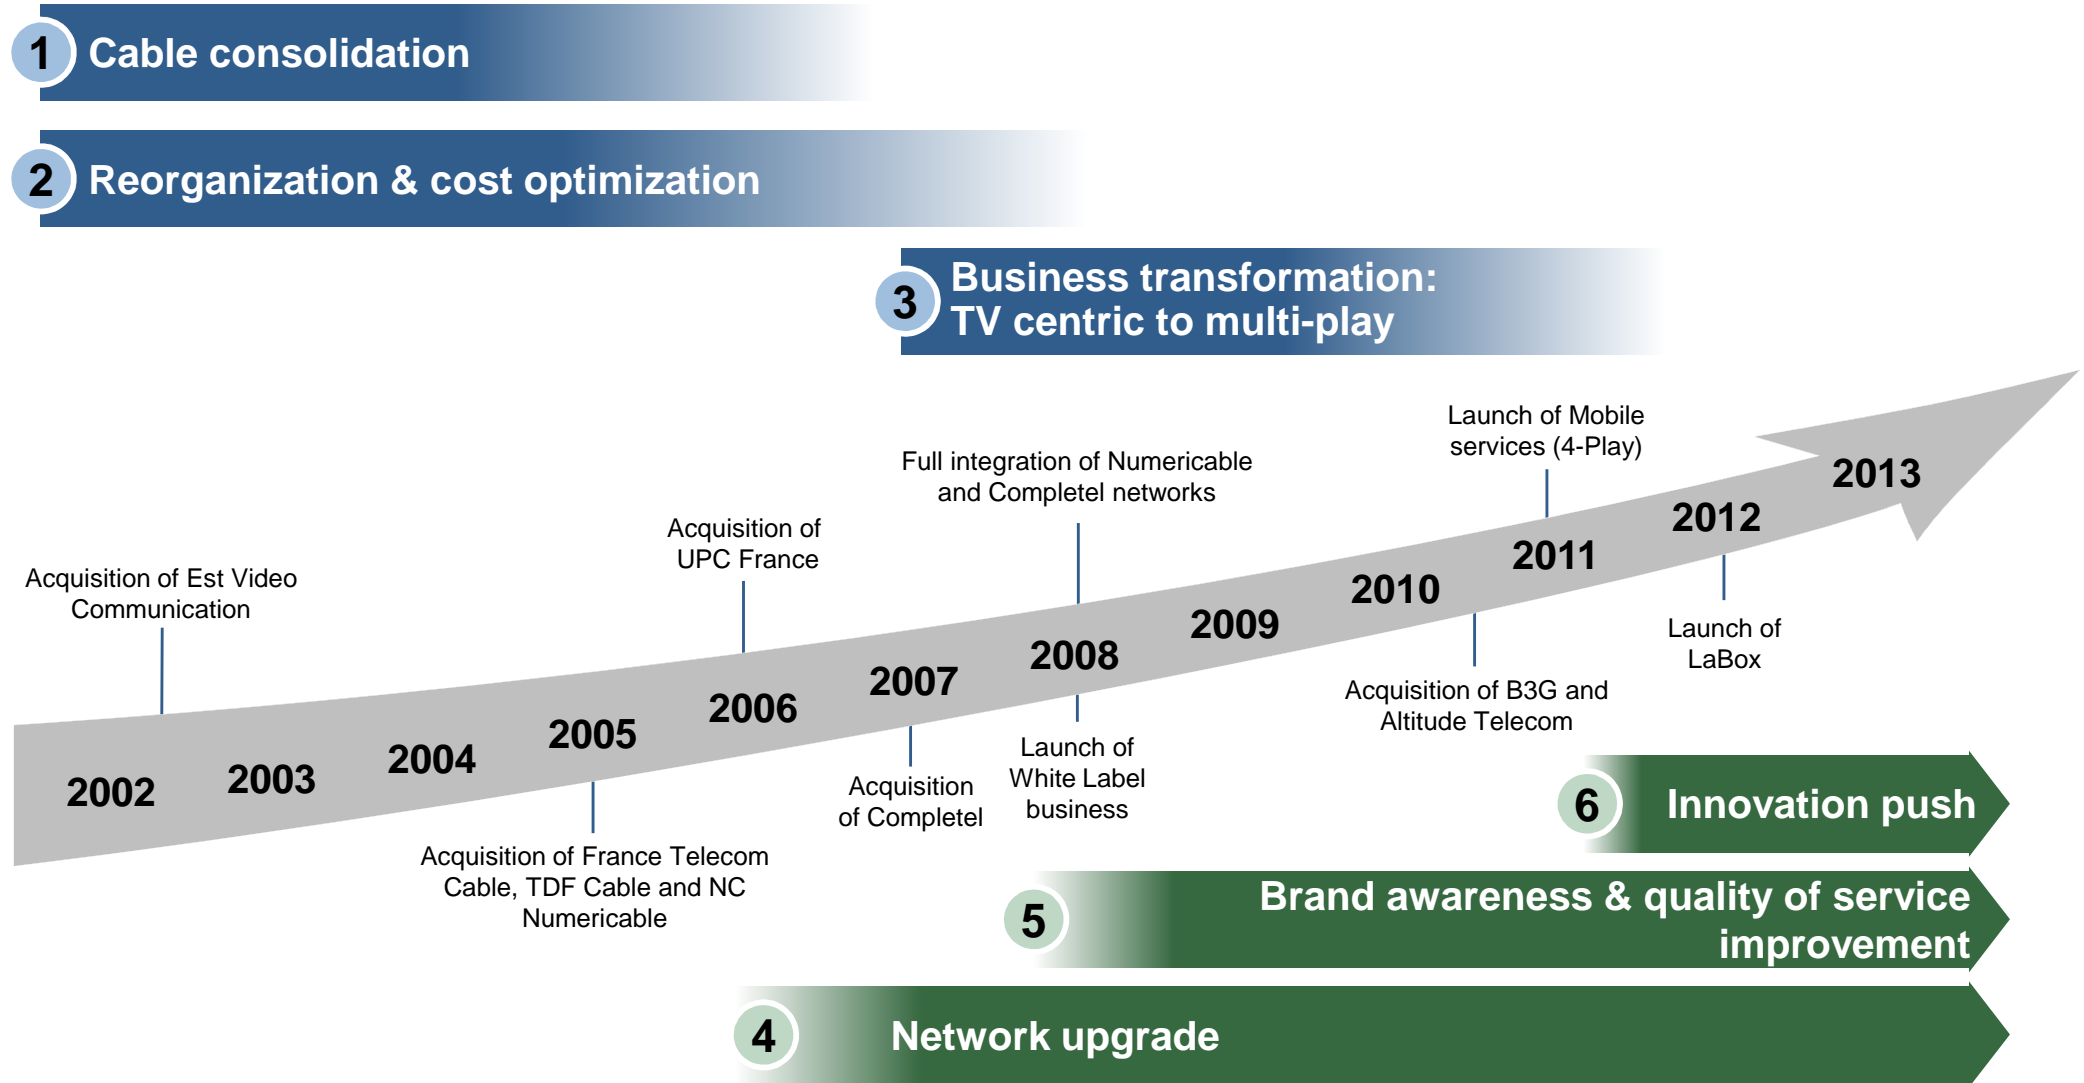 1 Cable consolidation
2 Reorganization & cost optimization
3 Business transformation:
TV centric to multi-play
Launch of Mobile
services (4-Play)
Full integration of Numericable
and Completel networks
Acquisition of
UPC France
Acquisition of Est Video
Communication
2002 2003 2004 2005 2006 2007 2008 2009 2010 2011 2012 2013
Acquisition of France Telecom
Cable, TDF Cable and NC
Numericable
Acquisition
of Completel
Launch of
White Label
business
Acquisition of B3G and
Altitude Telecom
Launch of
LaBox
6 Innovation push
5 Brand awareness & quality of service
improvement
4 Network upgrade